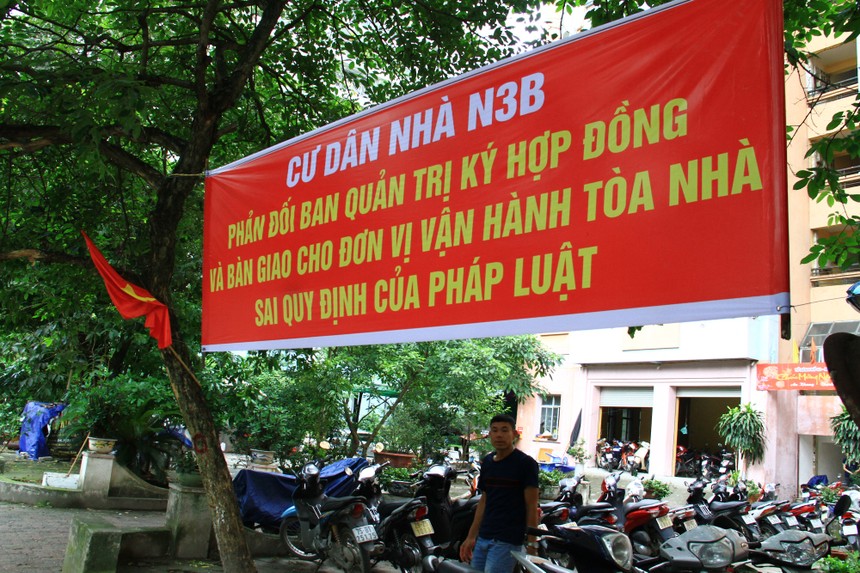 CƯ DÂN NHÀ N3B
PHẢN ĐỐI BAN QUẢN TRỊ KÝ HỢP ĐỒNG
VÀ BÀN GIAO CHO ĐƠN VỊ VẬN HÀNH TÒA NHÀ
SAI QUY ĐỊNH CỦA PHÁP LUẬT